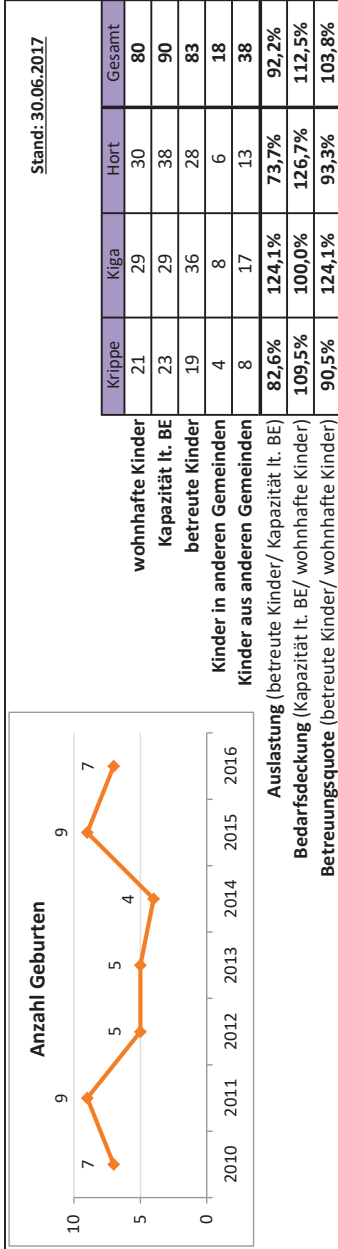 Anzahl Geburten
10
5
0
7
9
5
5
4
9
7
2010 2011 2012 2013 2014 2015 2016
Stand: 30.06.2017
Krippe Kiga Hort Gesamt
wohnhafte Kinder 21 29 30 80
Kapazität lt. BE 23 29 38 90
betreute Kinder 19 36 28 83
Kinder in anderen Gemeinden 4 8 6 18
Kinder aus anderen Gemeinden 8 17 13 38
Auslastung (betreute Kinder/ Kapazität lt. BE) 82,6% 124,1% 73,7% 92,2%
Bedarfsdeckung (Kapazität lt. BE/ wohnhafte Kinder) 109,5% 100,0% 126,7% 112,5%
Betreuungsquote (betreute Kinder/ wohnhafte Kinder) 90,5% 124,1% 93,3% 103,8%